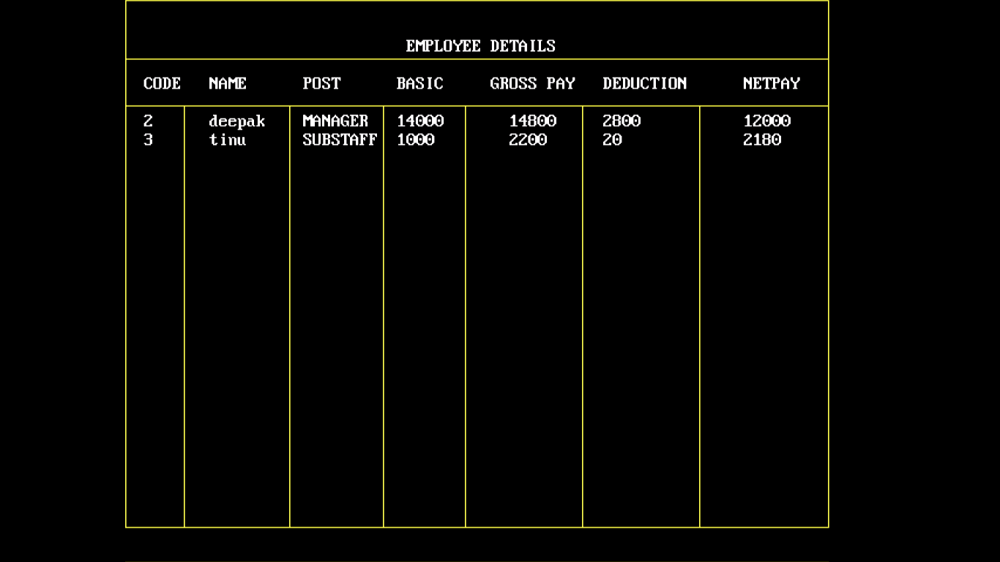 EMPLOYEE DETAILS
CODE NAME POST BASIC GROSS PAY DEDUCTION NETPAY
2 deepak MANAGER 14000 14800 2800 12000
3 tinu SUBSTAFF 1000 2200 20 2180